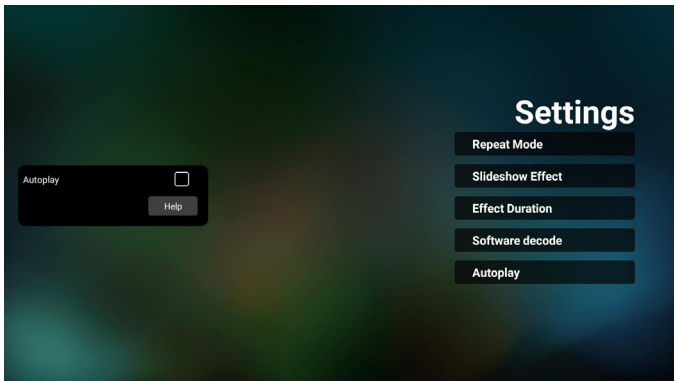 Settings
Repeat Mode
Slideshow Effect
Effect Duration
Software decode
Autoplay
Autoplay
Help